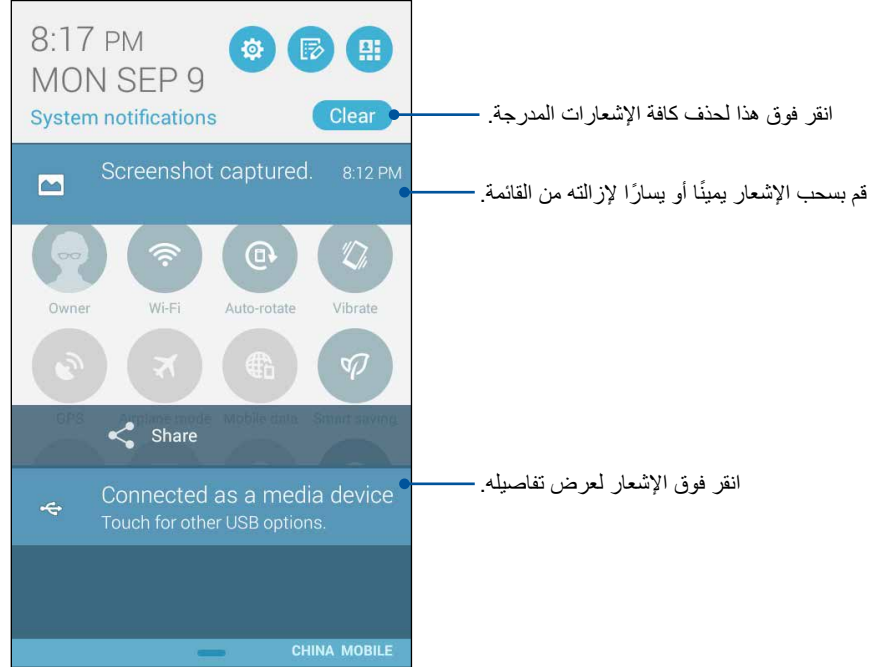 8:17 PM
MON SEP 9
System notifications
Clear
انقر فوق هذا لحذف كافة الإشعارات المدرجة.
Screenshot captured.
8:12 PM
قم بسحب الإشعار يمينًا أو يسارًا لإزالته من القائمة.
Owner
Wi-Fi
Auto-rotate
Vibrate
GPS
Airplane mode
Mobile data
Smart saving
Share
Connected as a media device
Touch for other USB options.
انقر فوق الإشعار لعرض تفاصيله.
CHINA MOBILE